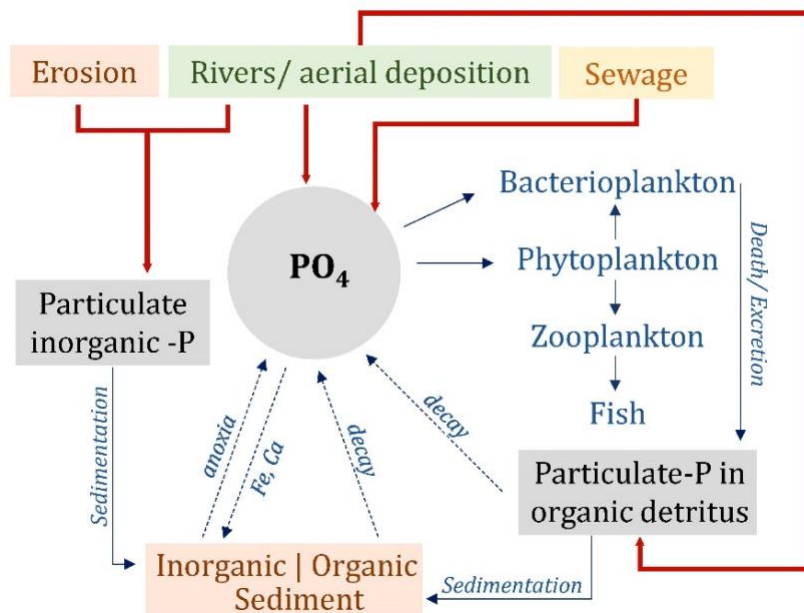 Erosion
Rivers/ aerial deposition
Sewage
Bacterioplankton
PO₄
Phytoplankton
Death/ Excretion
Particulate
inorganic -P
Zooplankton
Fish
Sedimentation
anoxia
Fe, Ca
decay
decay
Particulate-P in
organic detritus
Inorganic | Organic
Sediment
Sedimentation